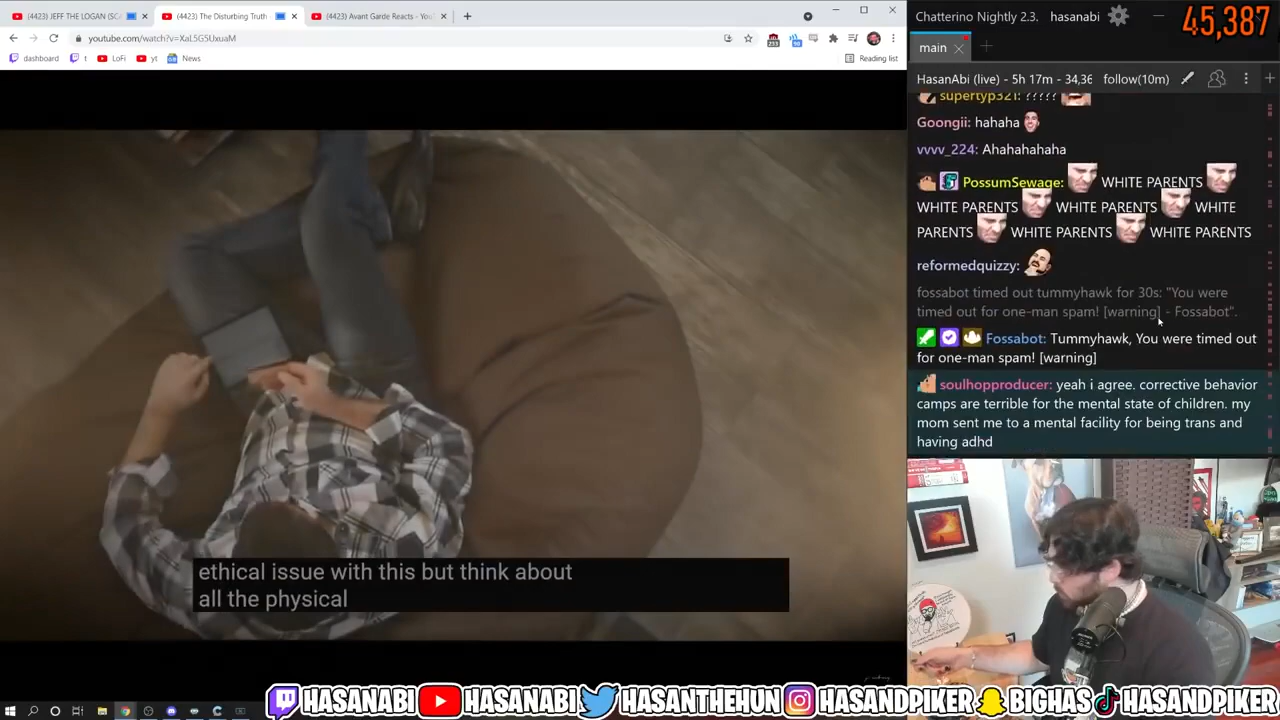 (4423) JEFF THE LOGAN (SCA
(4423) The Disturbing Truth
(4423) Avant Garde Reacts - You
youtube.com/watch?v=XaL5G5UxuaM
dashboard
t
LoFi
yt
News
Reading list
ethical issue with this but think about
all the physical
Chatterino Nightly 2.3.
hasanabi
45,387
main
HasanAbi (live) - 5h 17m - 34,36
follow(10m)
supertyp321: ?????
Goongii: hahaha
vvvv_224: Ahahahahaha
PossumSewage: WHITE PARENTS
WHITE PARENTS WHITE PARENTS WHITE
PARENTS WHITE PARENTS WHITE PARENTS
reformedquizzy:
fossabot timed out tummyhawk for 30s: "You were
timed out for one-man spam! [warning] - Fossabot".
Fossabot: Tummyhawk, You were timed out
for one-man spam! [warning]
soulhopproducer: yeah i agree. corrective behavior
camps are terrible for the mental state of children. my
mom sent me to a mental facility for being trans and
having adhd
HASANABI HASANABI HASANTHEHUN HASANDPIKER BIGHAS HASANDPIKER